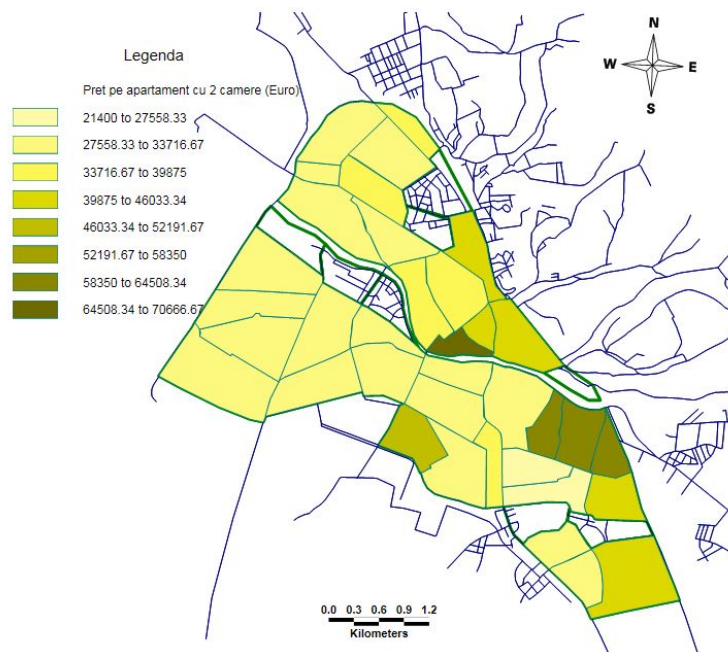 Legenda
Pret pe apartament cu 2 camere (Euro)
21400 to 27558.33
27558.33 to 33716.67
33716.67 to 39875
39875 to 46033.34
46033.34 to 52191.67
52191.67 to 58350
58350 to 64508.34
64508.34 to 70666.67
N
W E
S
0.0 0.3 0.6 0.9 1.2
Kilometers